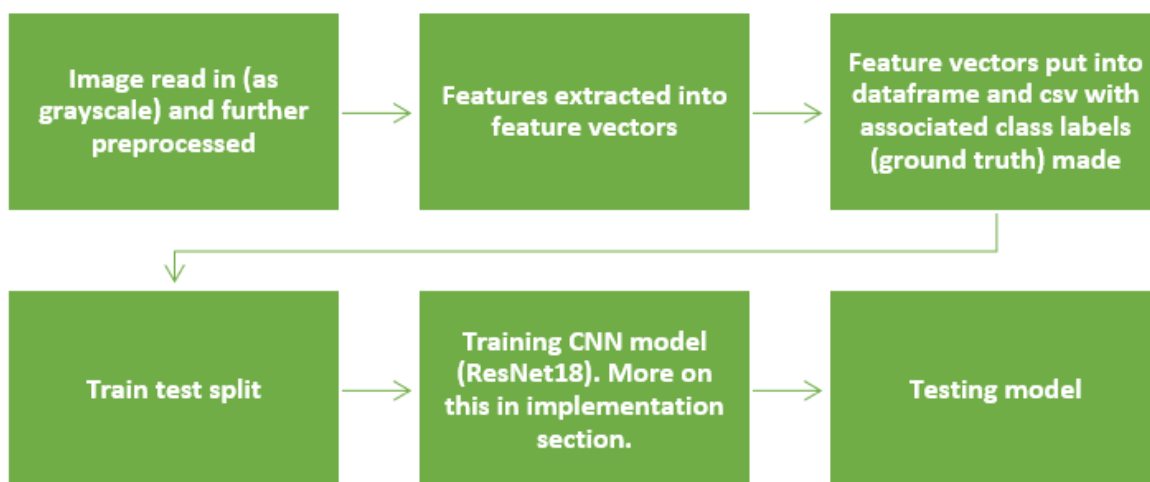 Image read in (as
grayscale) and further
preprocessed
Features extracted into
feature vectors
Feature vectors put into
dataframe and csv with
associated class labels
(ground truth) made
Train test split
Training CNN model
(ResNet18). More on
this in implementation
section.
Testing model